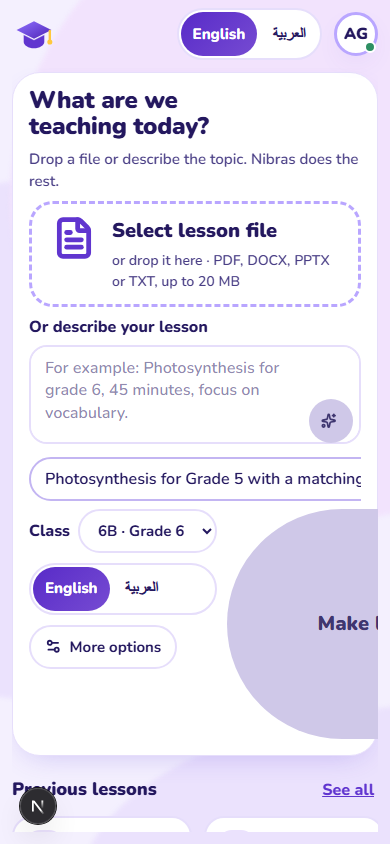 English العربية AG
What are we
teaching today?
Drop a file or describe the topic. Nibras does the
rest.
Select lesson file
or drop it here · PDF, DOCX, PPTX
or TXT, up to 20 MB
Or describe your lesson
For example: Photosynthesis for
grade 6, 45 minutes, focus on
vocabulary.
Photosynthesis for Grade 5 with a matching
Class 6B · Grade 6
English العربية
Make
More options
Previous lessons See all
N